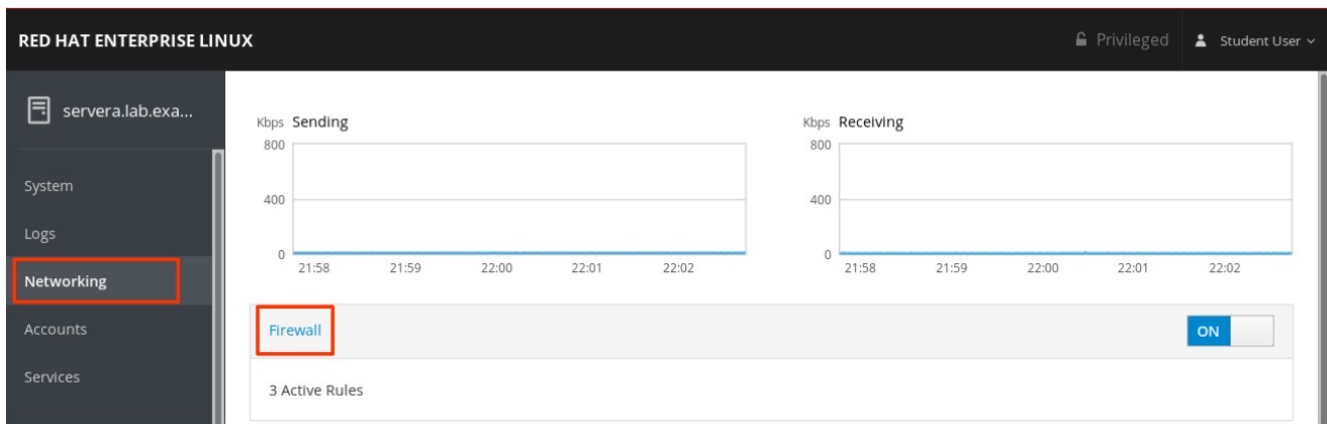 RED HAT ENTERPRISE LINUX
Privileged
Student User
servera.lab.exa...
System
Logs
Networking
Accounts
Services
Kbps Sending
800
400
0
21:58 21:59 22:00 22:01 22:02
Kbps Receiving
800
400
0
21:58 21:59 22:00 22:01 22:02
Firewall
ON
3 Active Rules